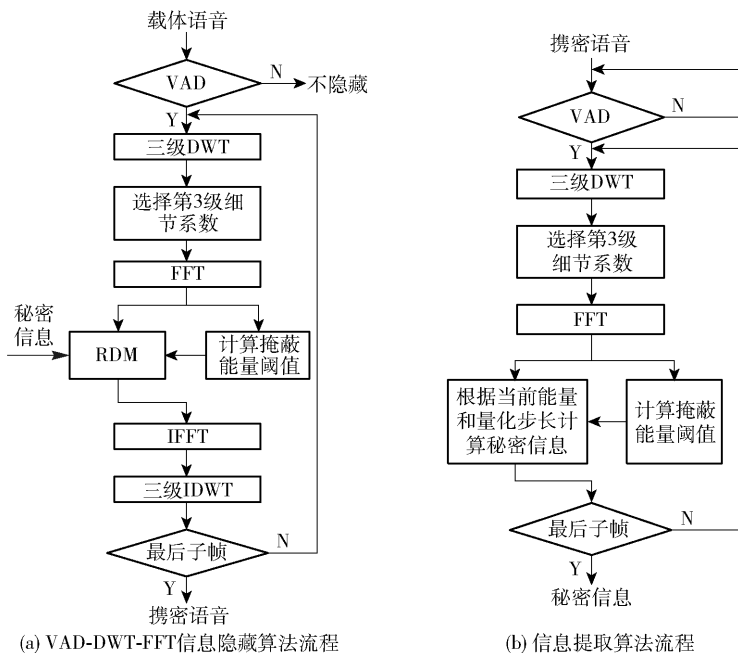 载体语音
VAD
N
不隐藏
Y
三级DWT
选择第3级细
节系数
FFT
秘密
信息
RDM
计算掩蔽
能量阈值
IFFT
三级IDWT
最后子帧
N
Y
携密语音
(a) VAD-DWT-FFT信息隐藏算法流程
携密语音
VAD
N
Y
三级DWT
选择第3级
细节系数
FFT
根据当前能量
和量化步长计
算秘密信息
计算掩蔽
能量阈值
最后子帧
N
Y
秘密信息
(b) 信息提取算法流程